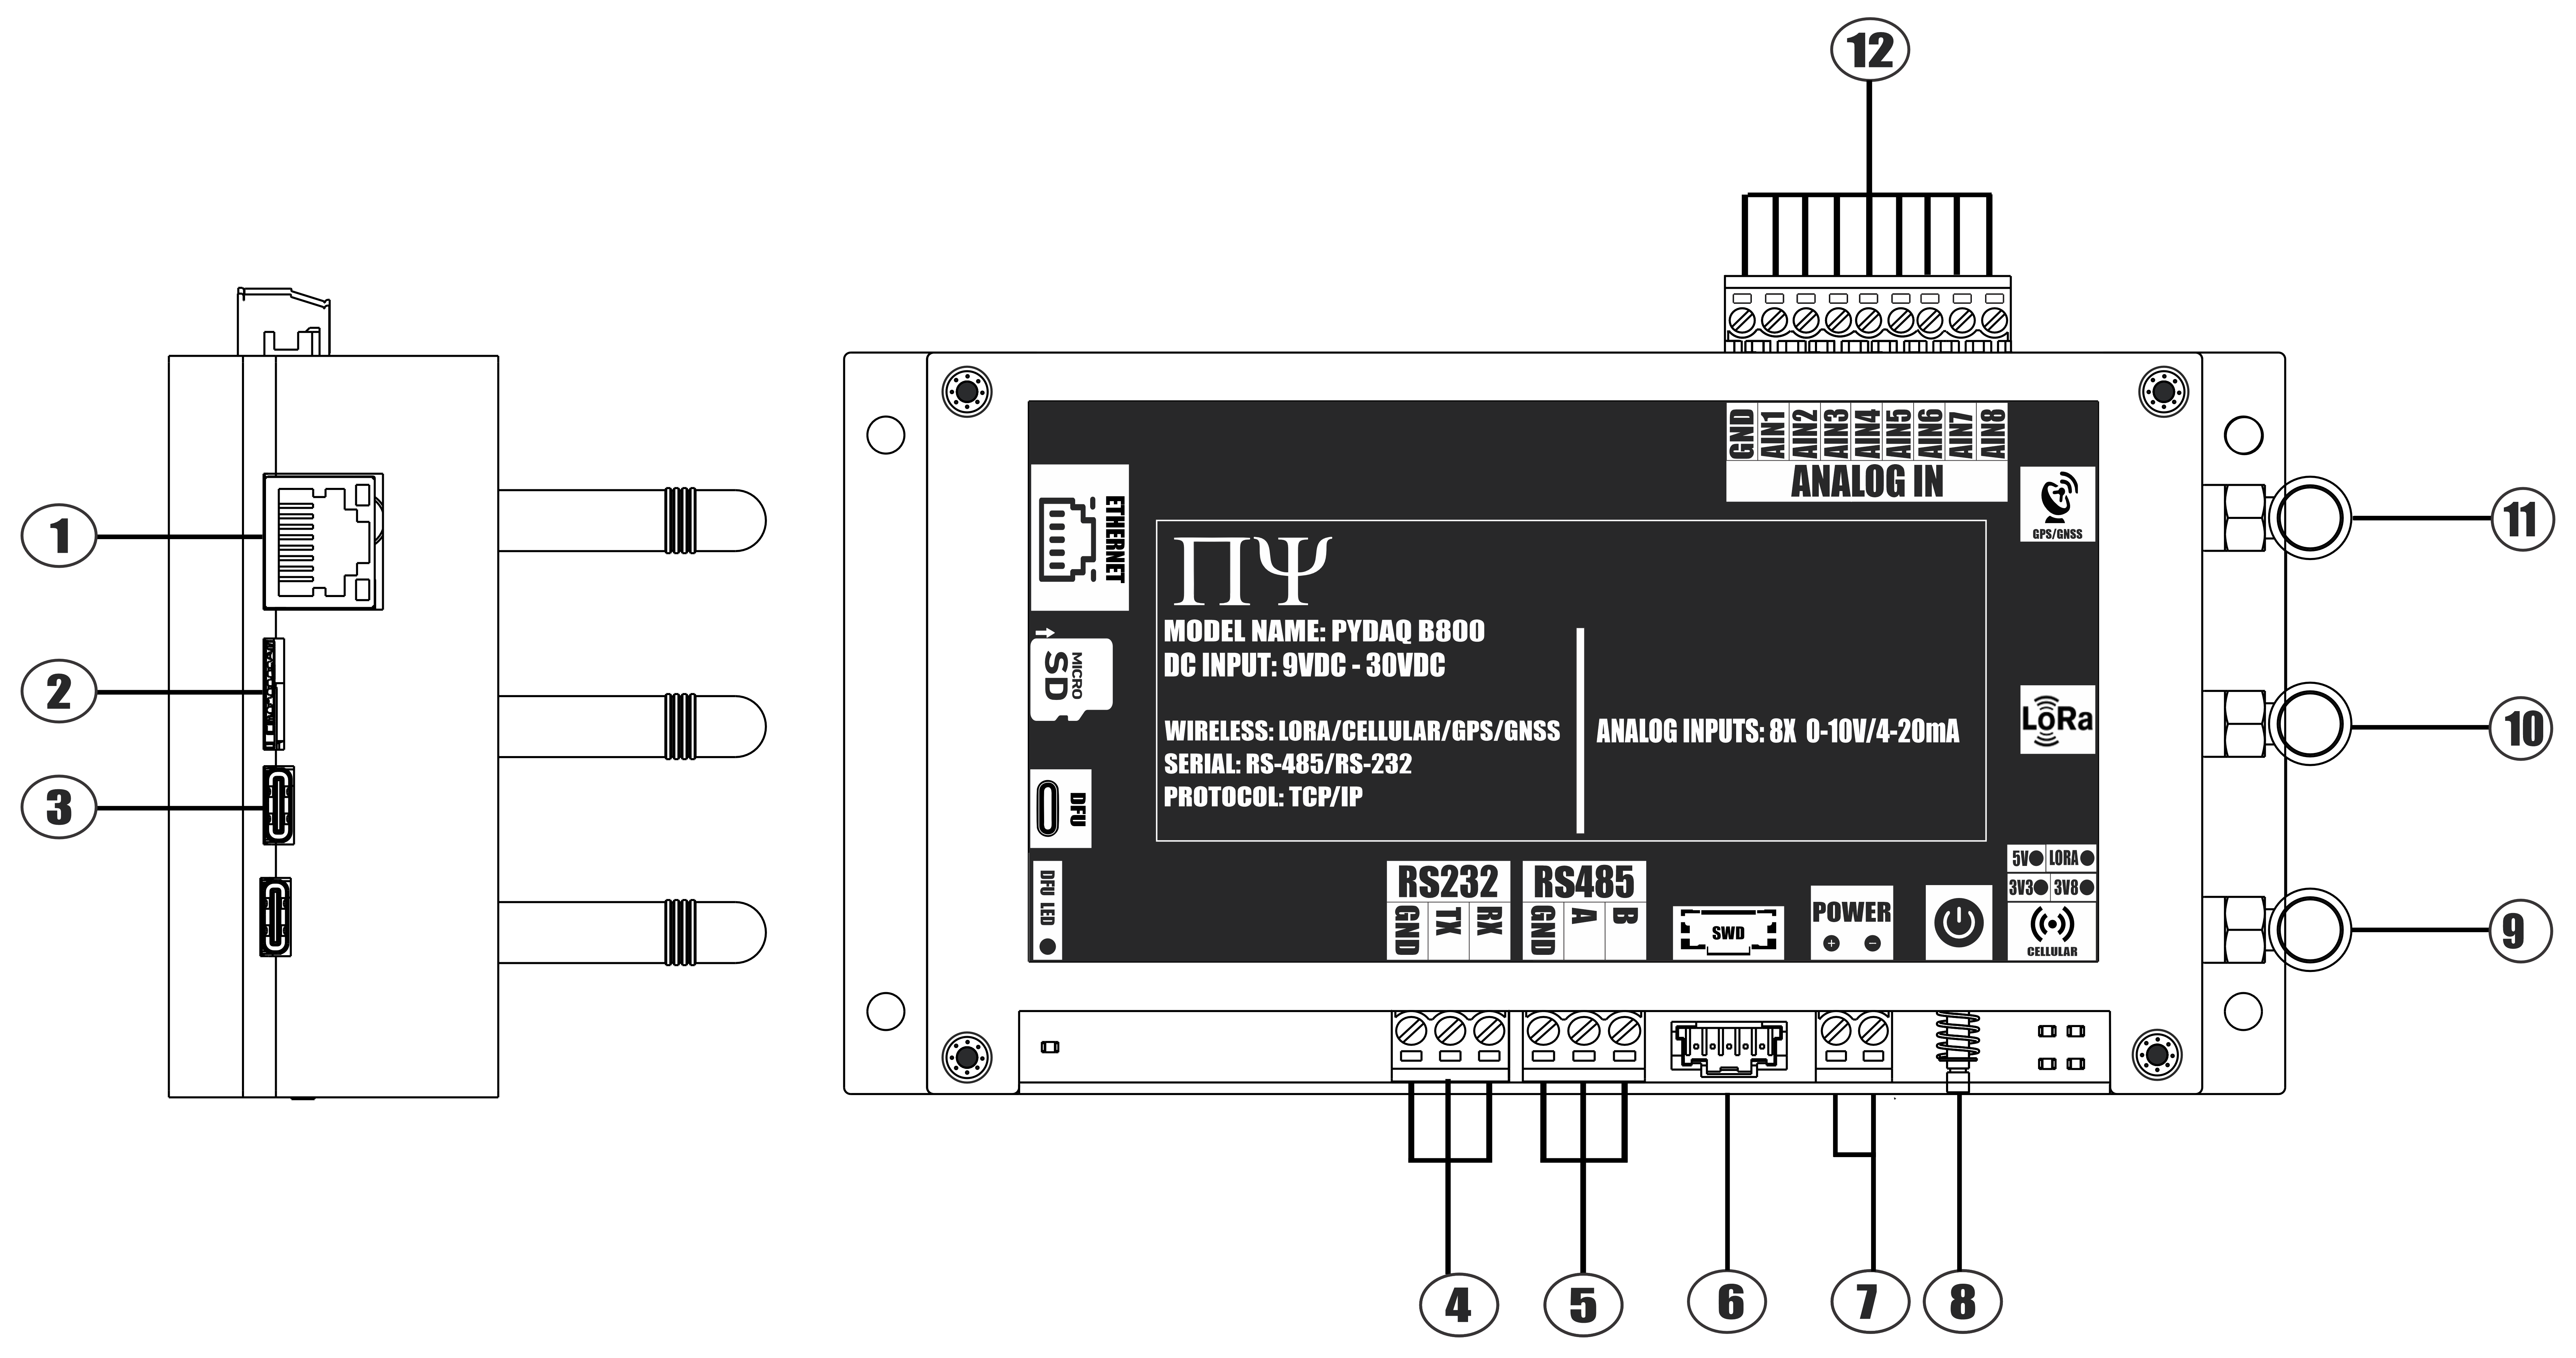 12
GND
AIN1
AIN2
AIN3
AIN4
AIN5
AIN6
AIN7
AIN8
ANALOG IN
GPS/GNSS
ETHERNET
1
11
ΠΨ
MODEL NAME: PYDAQ B800
DC INPUT: 9VDC - 30VDC
MICRO
SD
2
WIRELESS: LORA/CELLULAR/GPS/GNSS
SERIAL: RS-485/RS-232
PROTOCOL: TCP/IP
ANALOG INPUTS: 8X 0-10V/4-20mA
LoRa
10
3
DFU
DFU LED
RS232
GND
TX
RX
RS485
GND
A
B
SWD
POWER
+ −
5V LORA
3V3 3V8
CELLULAR
9
4
5
6
7
8